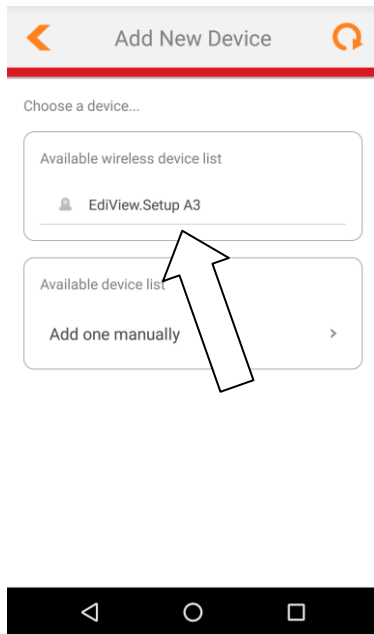 Add New Device
Choose a device...
Available wireless device list
EdiView.Setup A3
Available device list
Add one manually